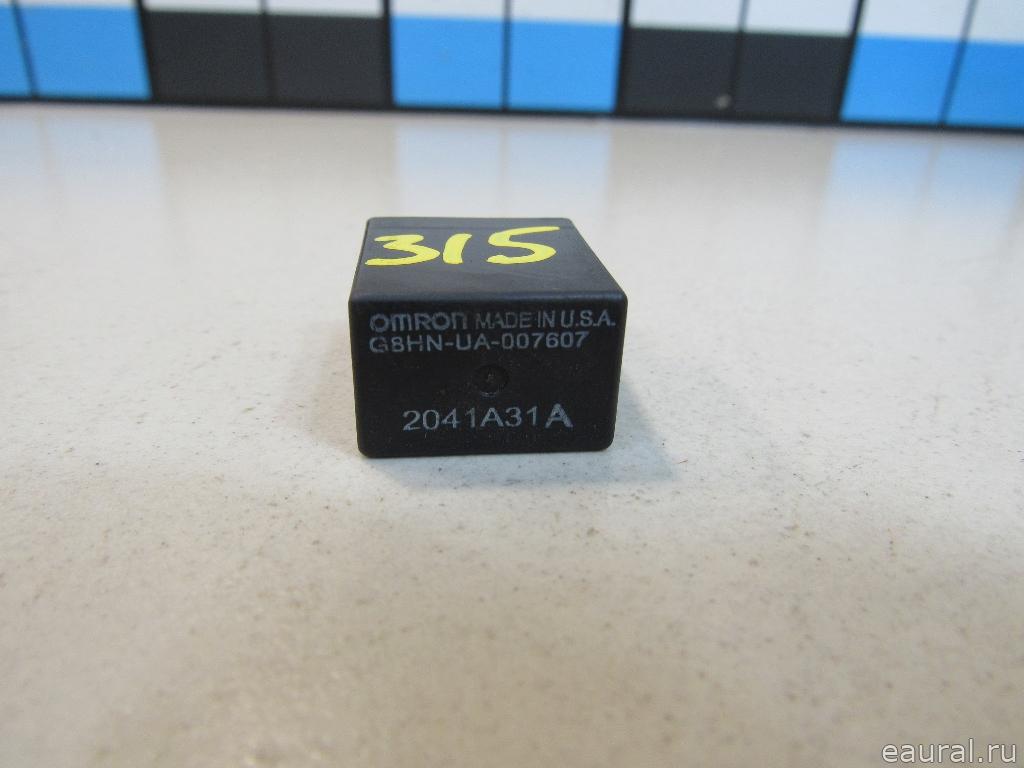 315
OMRON MADE IN U.S.A.
G8HN-UA-007607
2041A31A
eaural.ru